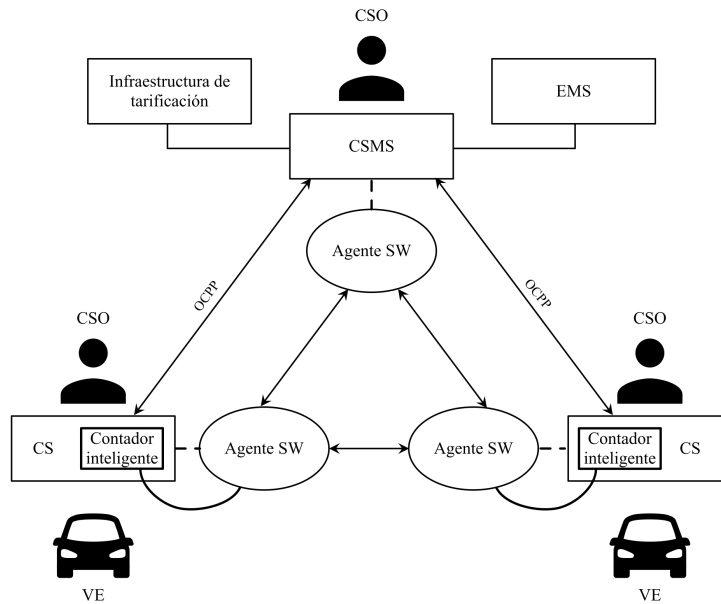 CSO
Infraestructura de
tarificación
EMS
CSMS
Agente SW
OCPP
OCPP
CSO
CSO
CS
Contador
inteligente
Agente SW
Agente SW
Contador
inteligente
CS
VE
VE